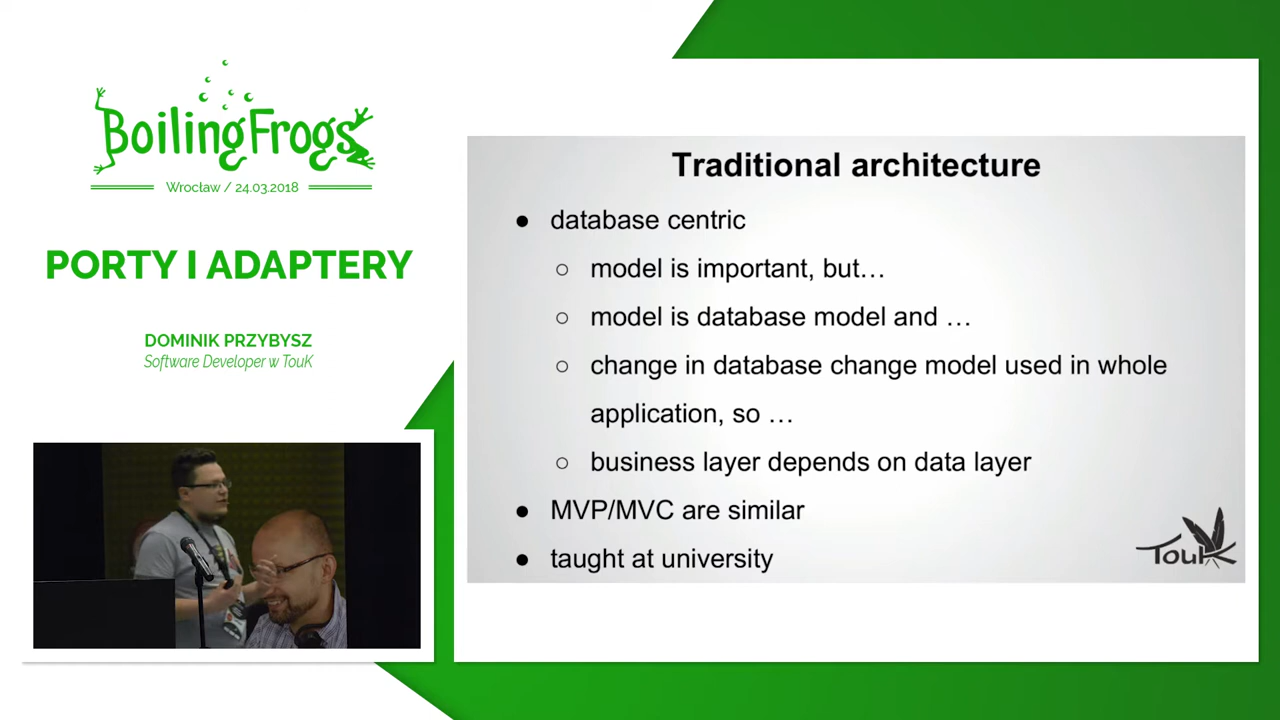 BoilingFrogs
Wrocław / 24.03.2018
PORTY I ADAPTERY
DOMINIK PRZYBYSZ
Software Developer w TouK
Traditional architecture
● database centric
○ model is important, but…
○ model is database model and …
○ change in database change model used in whole
application, so …
○ business layer depends on data layer
● MVP/MVC are similar
● taught at university
TouK